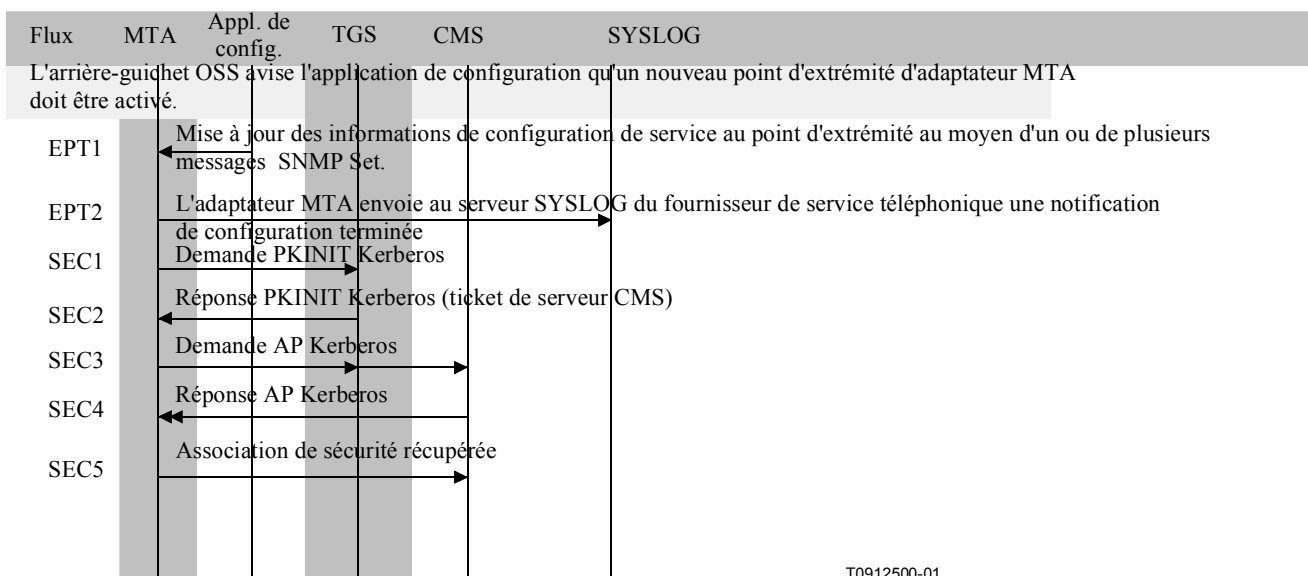 Flux MTA Appl. de config. TGS CMS SYSLOG
L'arrière-guichet OSS avise l'application de configuration qu'un nouveau point d'extrémité d'adaptateur MTA
doit être activé.
EPT1 Mise à jour des informations de configuration de service au point d'extrémité au moyen d'un ou de plusieurs
messages SNMP Set.
EPT2 L'adaptateur MTA envoie au serveur SYSLOG du fournisseur de service téléphonique une notification
de configuration terminée
SEC1 Demande PKINIT Kerberos
SEC2 Réponse PKINIT Kerberos (ticket de serveur CMS)
SEC3 Demande AP Kerberos
SEC4 Réponse AP Kerberos
SEC5 Association de sécurité récupérée
T0912500-01